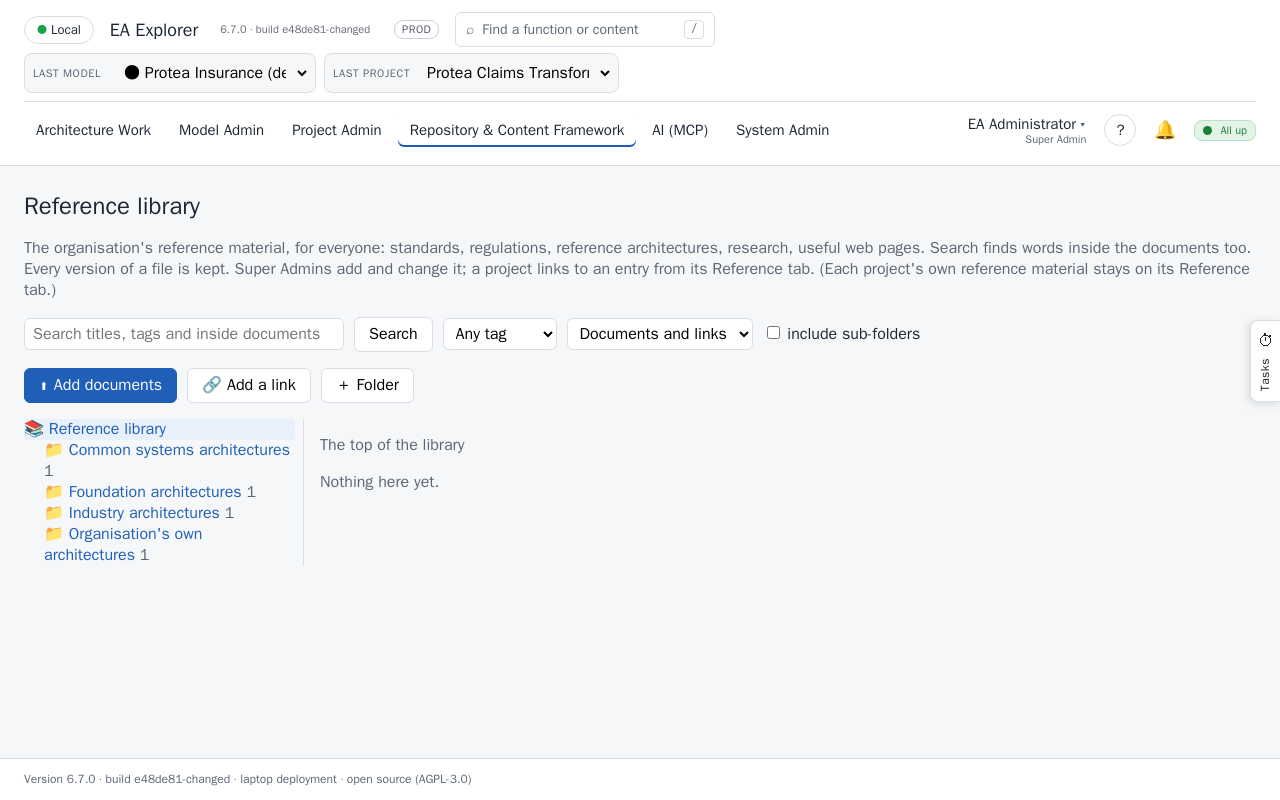 Local
EA Explorer
6.7.0 · build e48de81-changed
PROD
Find a function or content
/
LAST MODEL
Protea Insurance (de
LAST PROJECT
Protea Claims Transfor
Architecture Work
Model Admin
Project Admin
Repository & Content Framework
AI (MCP)
System Admin
EA Administrator
Super Admin
?
All up
Reference library
The organisation's reference material, for everyone: standards, regulations, reference architectures, research, useful web pages. Search finds words inside the documents too.
Every version of a file is kept. Super Admins add and change it; a project links to an entry from its Reference tab. (Each project's own reference material stays on its Reference
tab.)
Search titles, tags and inside documents
Search
Any tag
Documents and links
include sub-folders
Add documents
Add a link
+ Folder
Reference library
Common systems architectures
1
Foundation architectures 1
Industry architectures 1
Organisation's own
architectures 1
The top of the library
Nothing here yet.
Tasks
Version 6.7.0 · build e48de81-changed · laptop deployment · open source (AGPL-3.0)